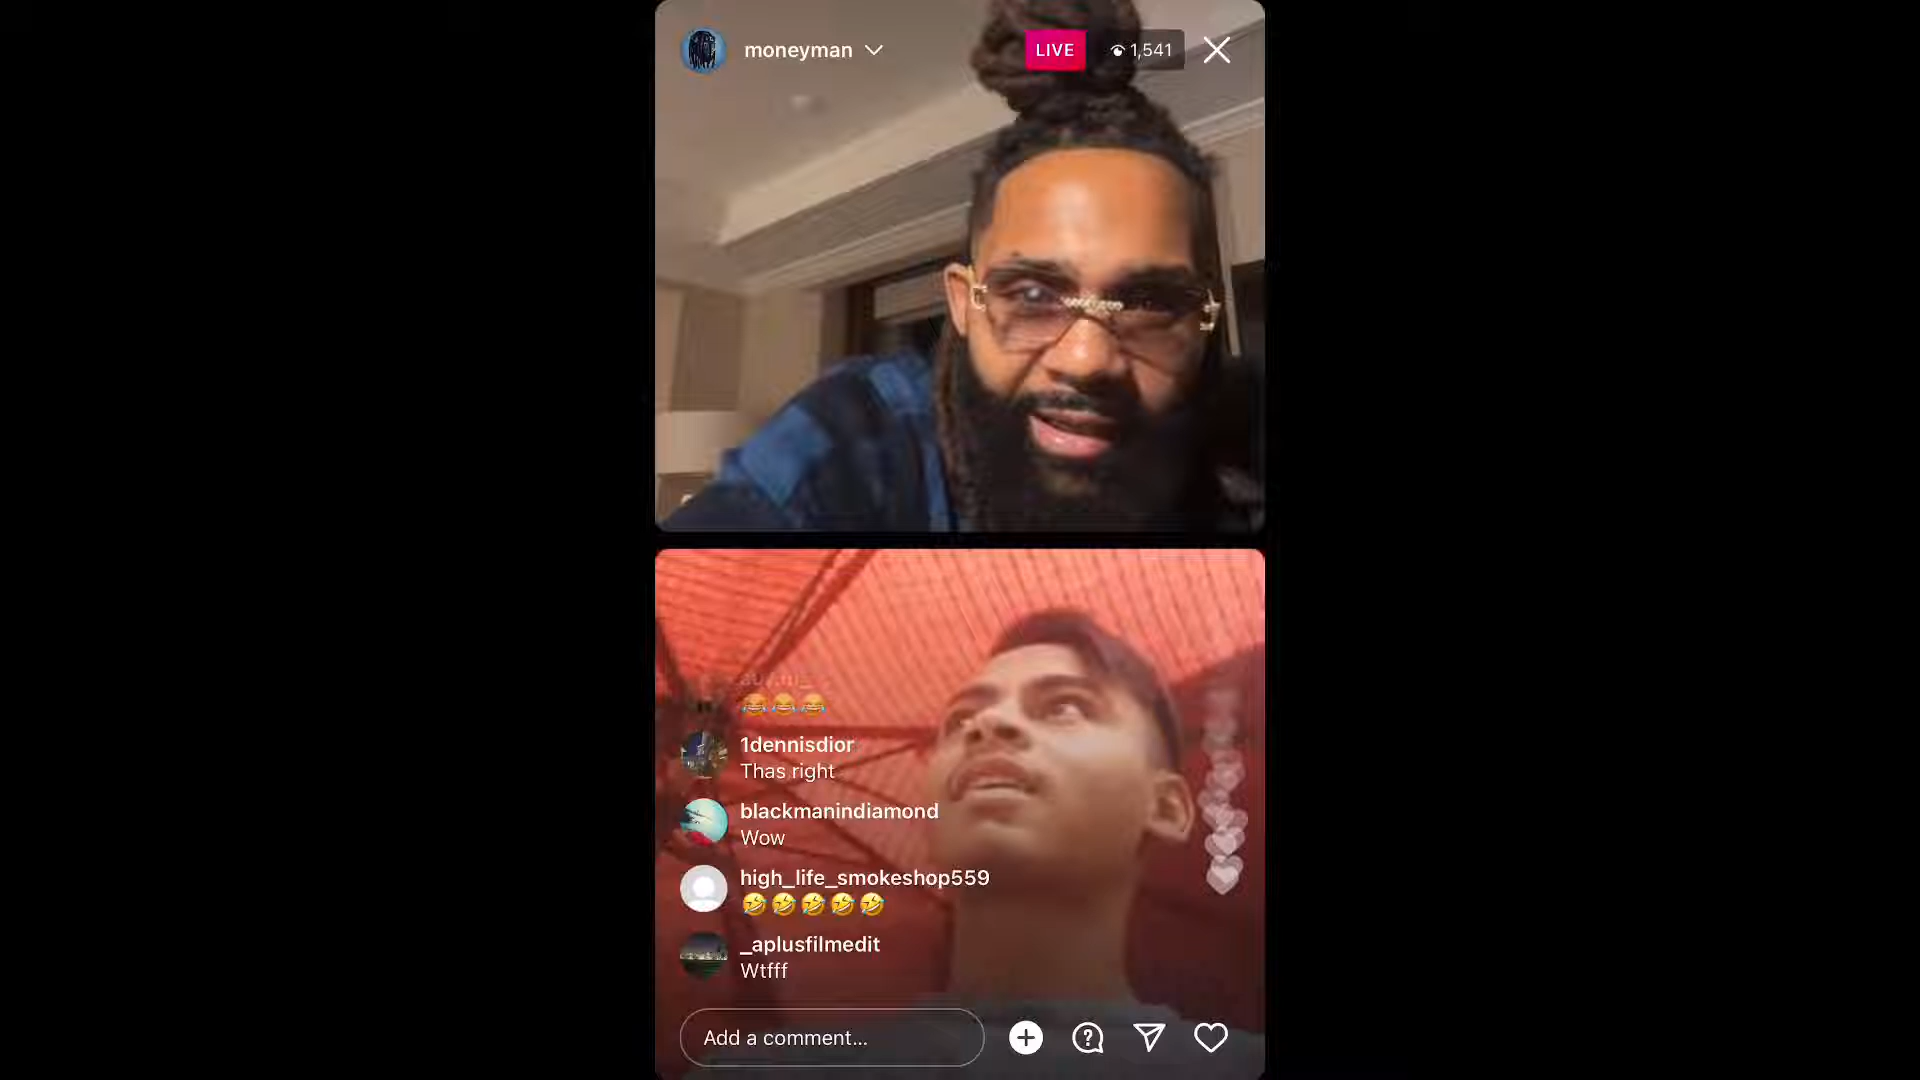 moneyman
LIVE
1,541
😂😂😂
1dennisdior
Thas right
blackmanindiamond
Wow
high_life_smokeshop559
🤣🤣🤣🤣🤣
_aplusfilmedit
Wtfff
Add a comment...